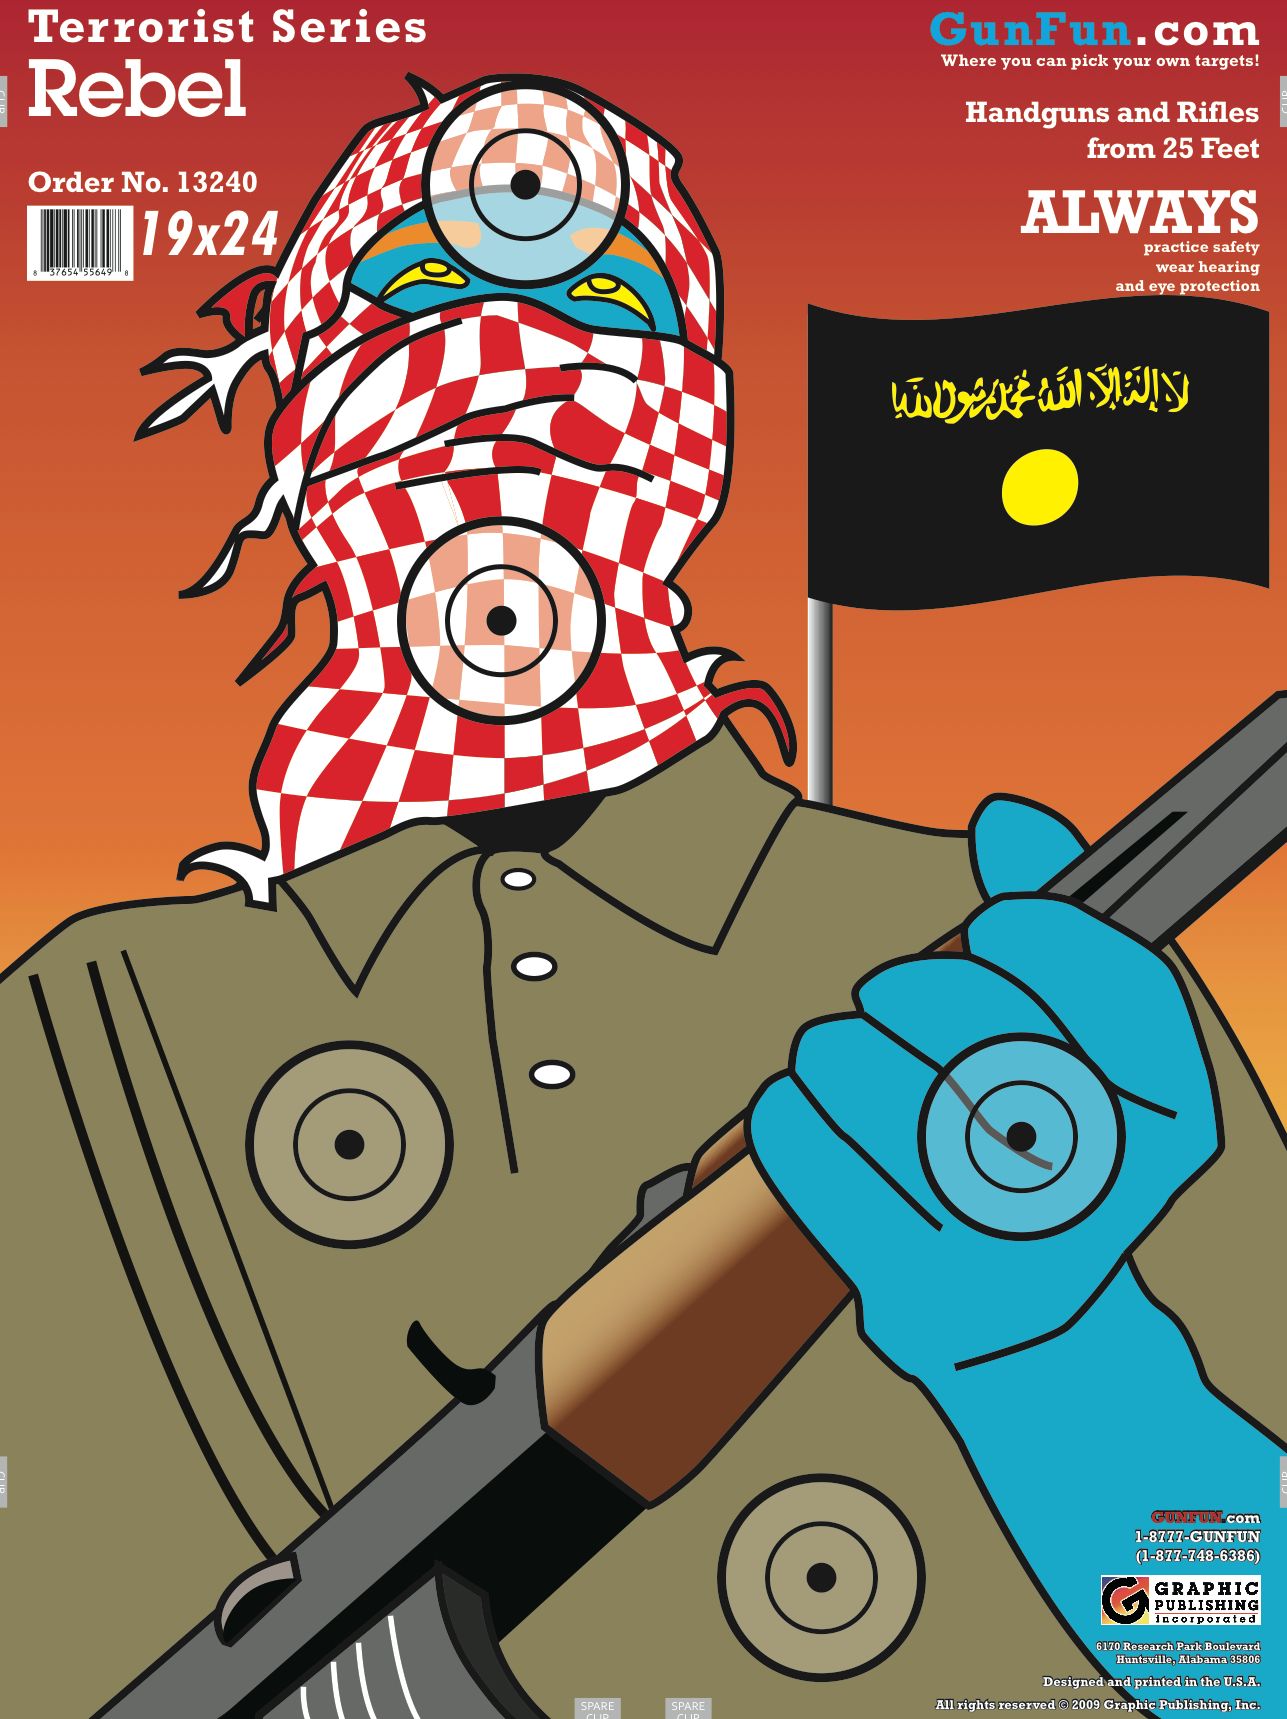 Terrorist Series
Rebel
Order No. 13240
8 37654 55649 8
19x24
GunFun.com
Where you can pick your own targets!
Handguns and Rifles
from 25 Feet
ALWAYS
practice safety
wear hearing
and eye protection
لا إله إلا الله محمد رسول الله
GUNFUN.com
1-8777-GUNFUN
(1-877-748-6386)
GRAPHIC
PUBLISHING
incorporated
6170 Research Park Boulevard
Huntsville, Alabama 35806
Designed and printed in the U.S.A.
All rights reserved © 2009 Graphic Publishing, Inc.
SPARE
CLIP
SPARE
CLIP